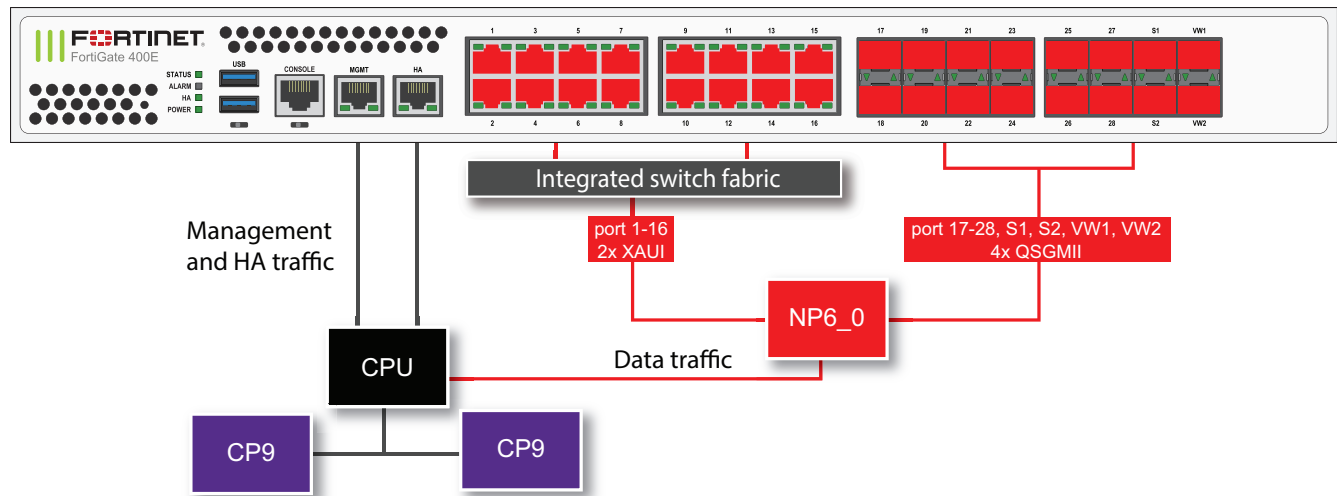 FORTINET
FortiGate 400E
STATUS
ALARM
HA
POWER
USB
CONSOLE
MGMT
HA
1 3 5 7
2 4 6 8
9 11 13 15
10 12 14 16
17 19 21 23
18 20 22 24
25 27 S1 VW1
26 28 S2 VW2
Integrated switch fabric
Management
and HA traffic
port 1-16
2x XAUI
port 17-28, S1, S2, VW1, VW2
4x QSGMII
NP6_0
Data traffic
CPU
CP9
CP9